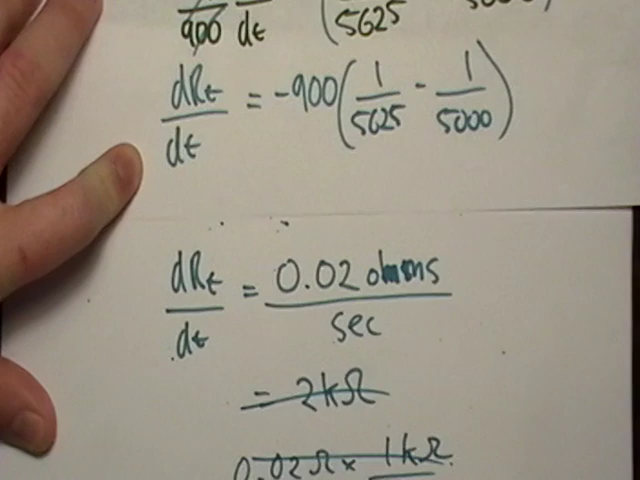 900 dt (5625
dRt/dt = -900(1/5625 - 1/5000)
dRt/dt = 0.02 ohms/sec
= 2kΩ
0.02Ω × 1kΩ